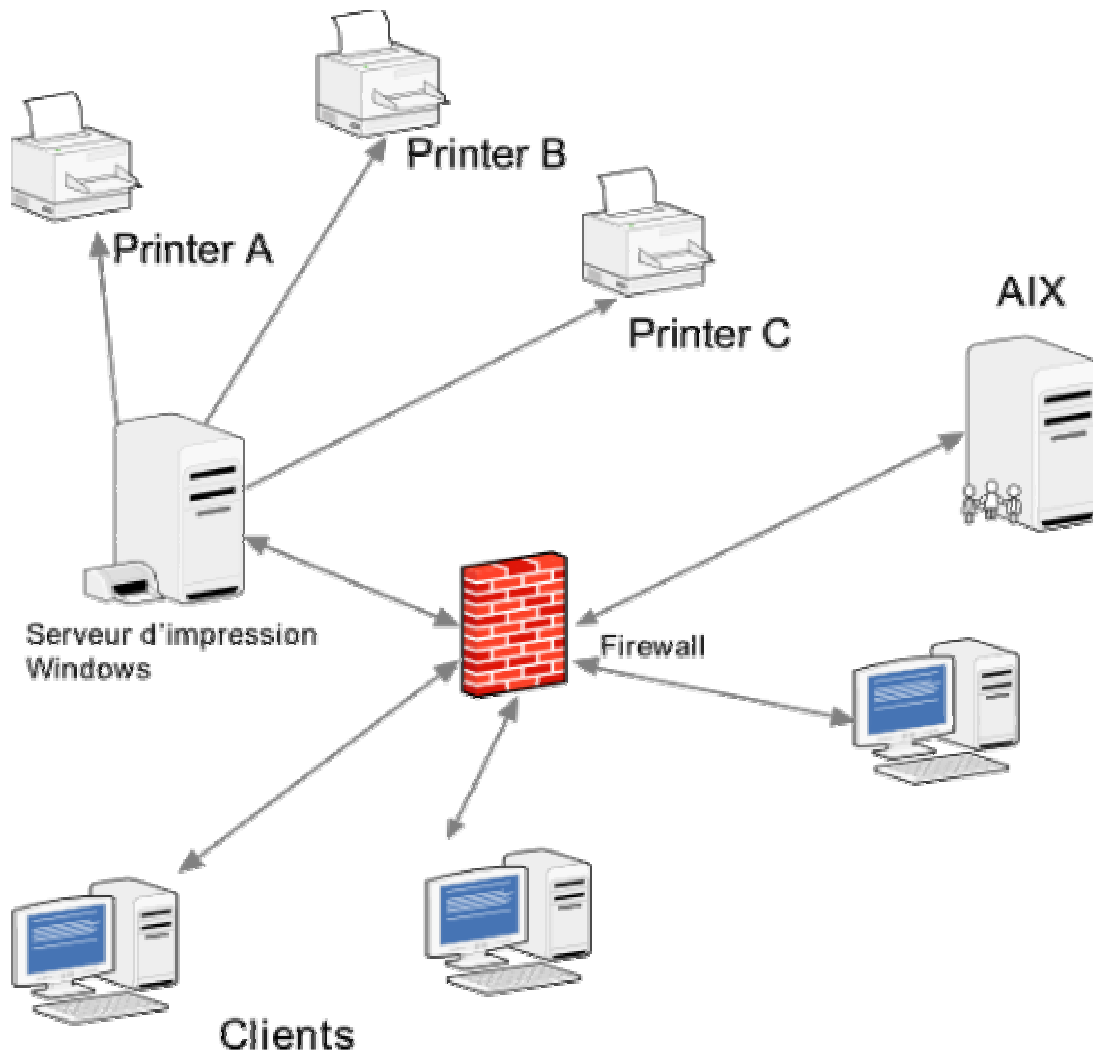 Printer B
Printer A
Printer C
AIX
Serveur d'impression
Windows
Firewall
Clients